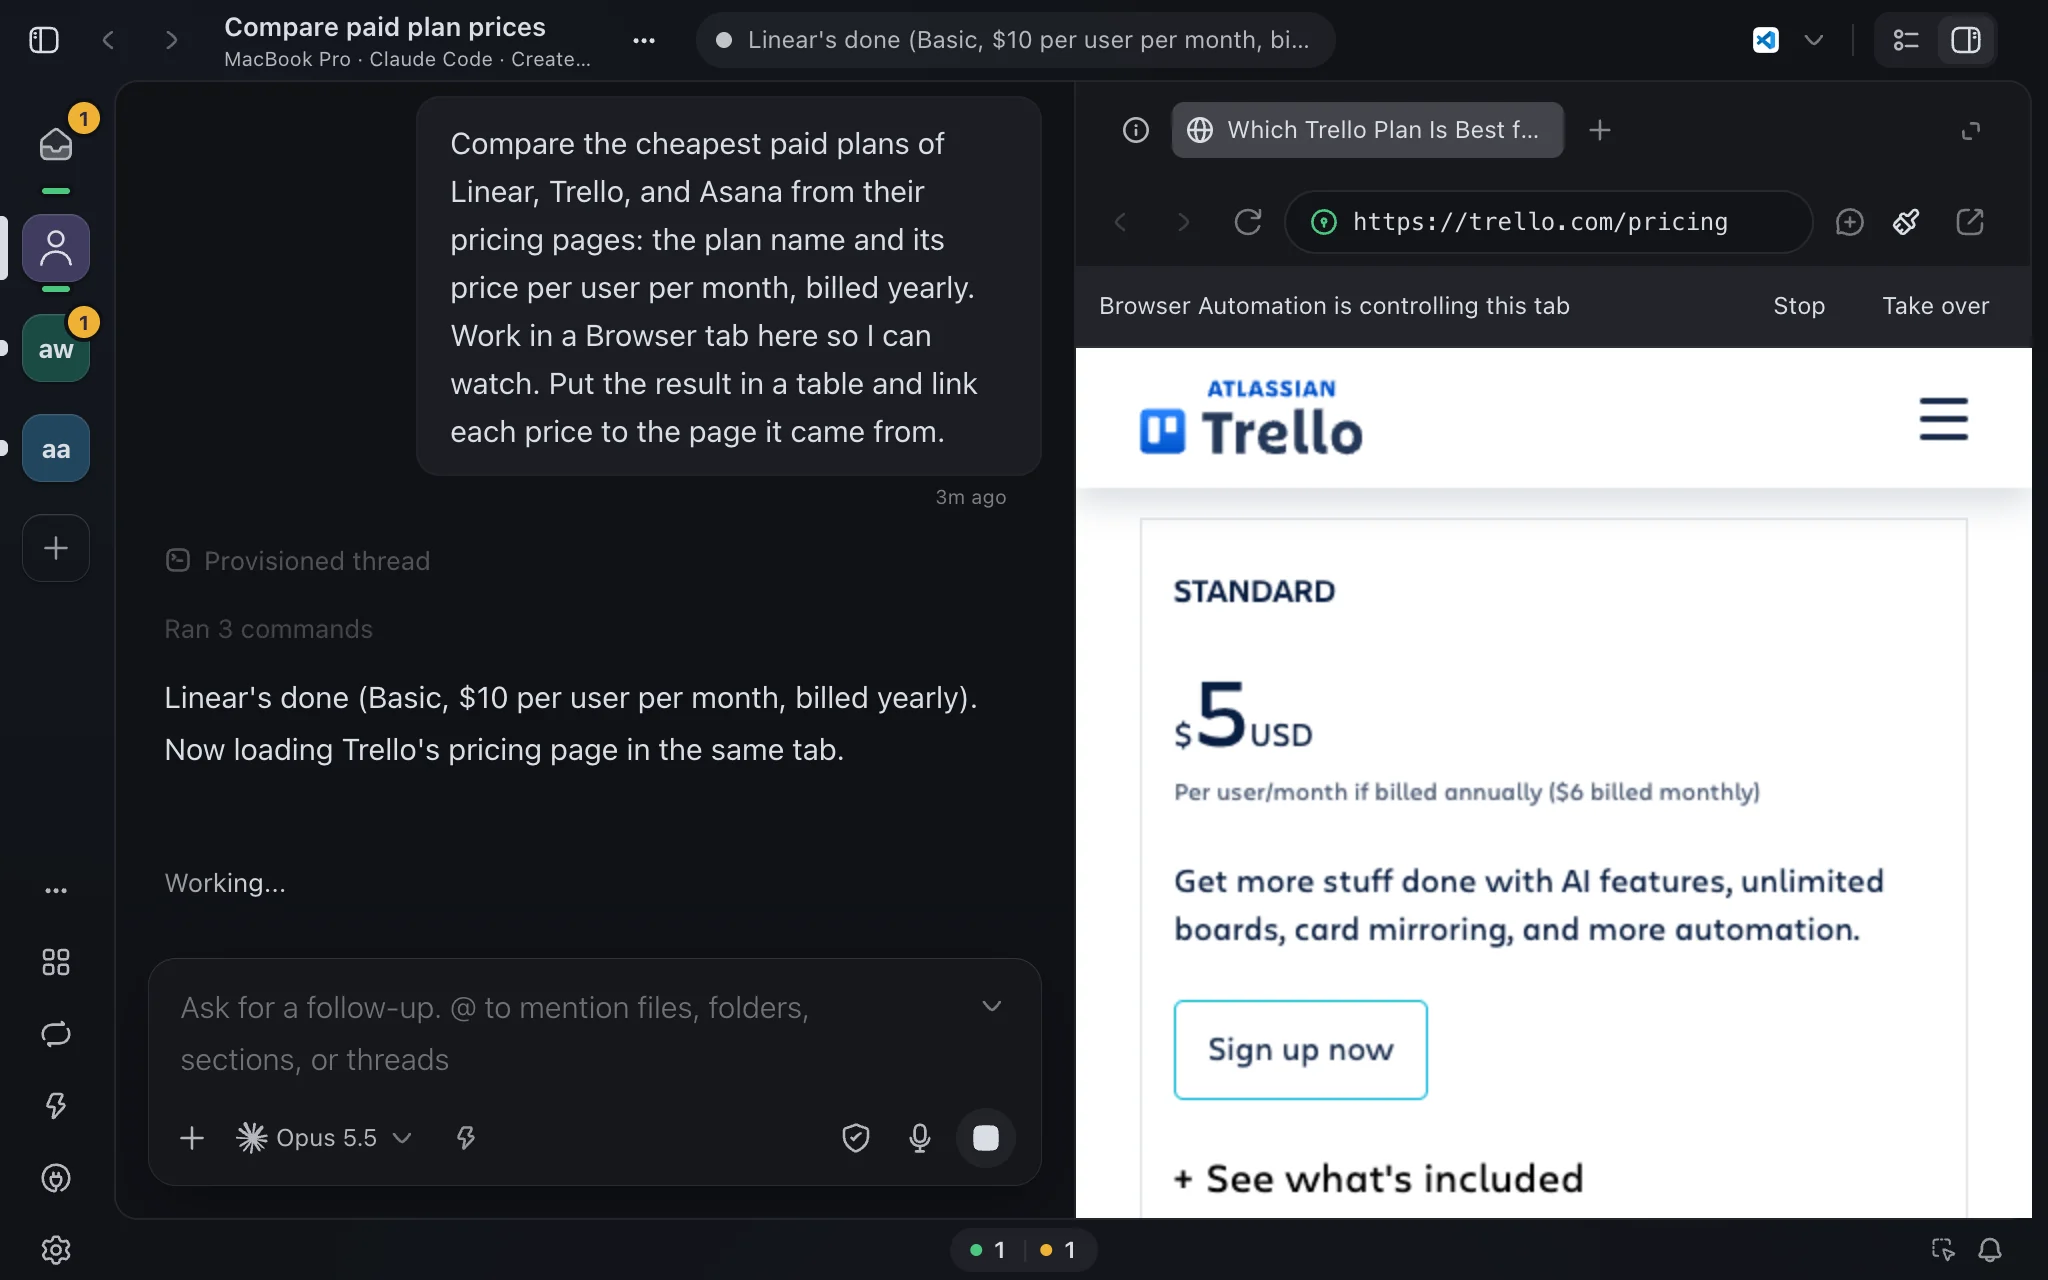 Compare paid plan prices
MacBook Pro · Claude Code · Create...
Linear's done (Basic, $10 per user per month, bi...
1
aw
1
aa
Compare the cheapest paid plans of
Linear, Trello, and Asana from their
pricing pages: the plan name and its
price per user per month, billed yearly.
Work in a Browser tab here so I can
watch. Put the result in a table and link
each price to the page it came from.
3m ago
Provisioned thread
Ran 3 commands
Linear's done (Basic, $10 per user per month, billed yearly).
Now loading Trello's pricing page in the same tab.
Working...
Ask for a follow-up. @ to mention files, folders,
sections, or threads
Opus 5.5
Which Trello Plan Is Best f...
https://trello.com/pricing
Browser Automation is controlling this tab
Stop
Take over
ATLASSIAN
Trello
STANDARD
$5USD
Per user/month if billed annually ($6 billed monthly)
Get more stuff done with AI features, unlimited
boards, card mirroring, and more automation.
Sign up now
+ See what's included
1
1